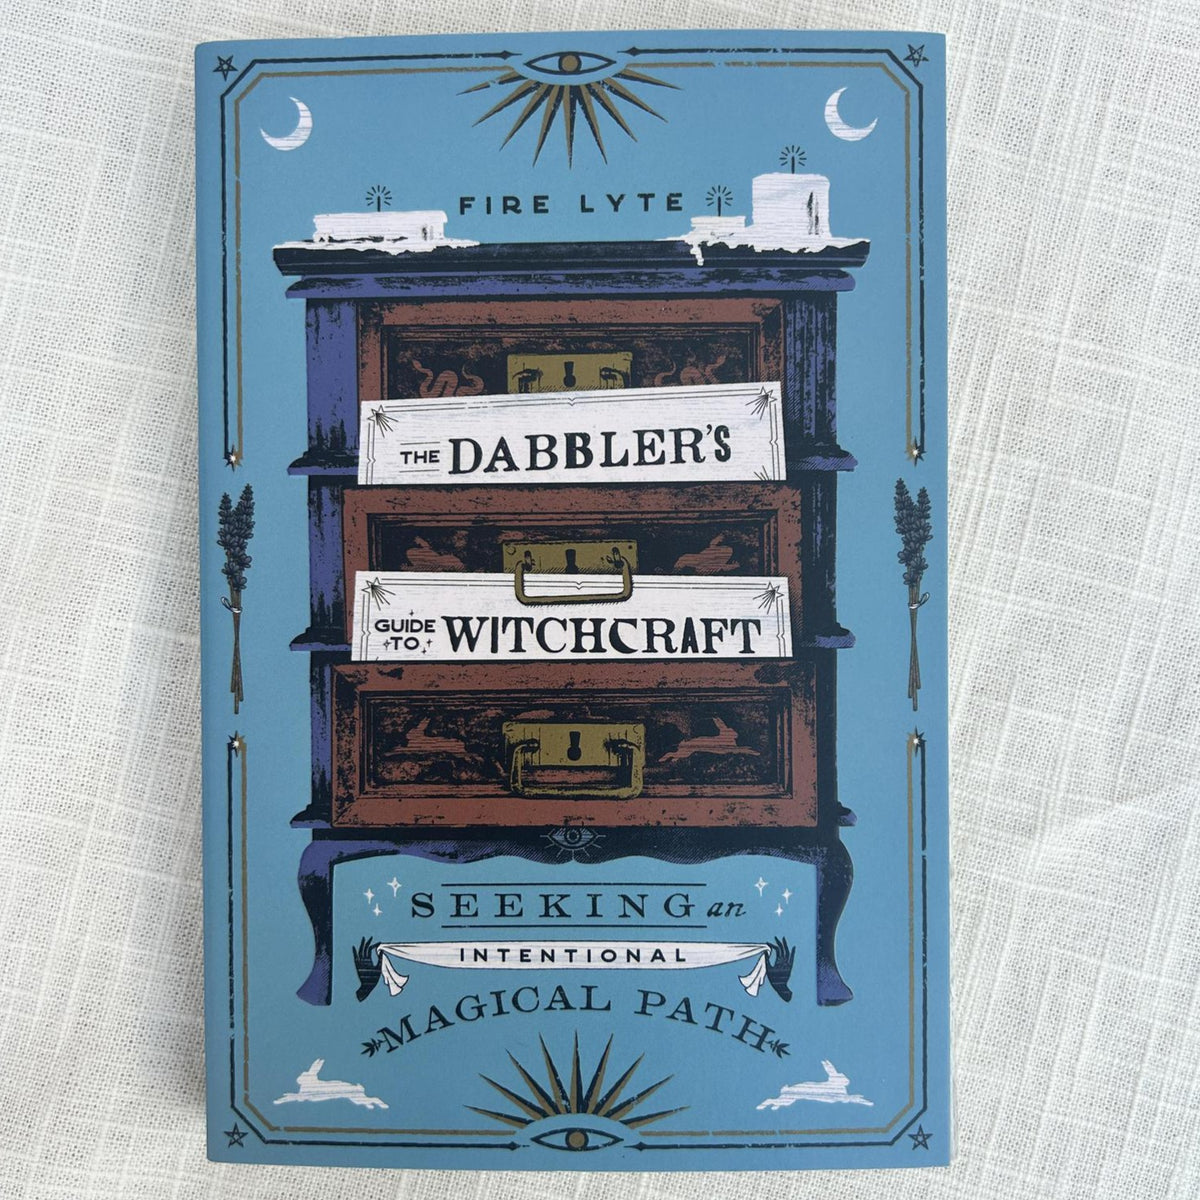 FIRE LYTE
THE DABBLER'S
GUIDE TO WITCHCRAFT
SEEKING an
INTENTIONAL
MAGICAL PATH